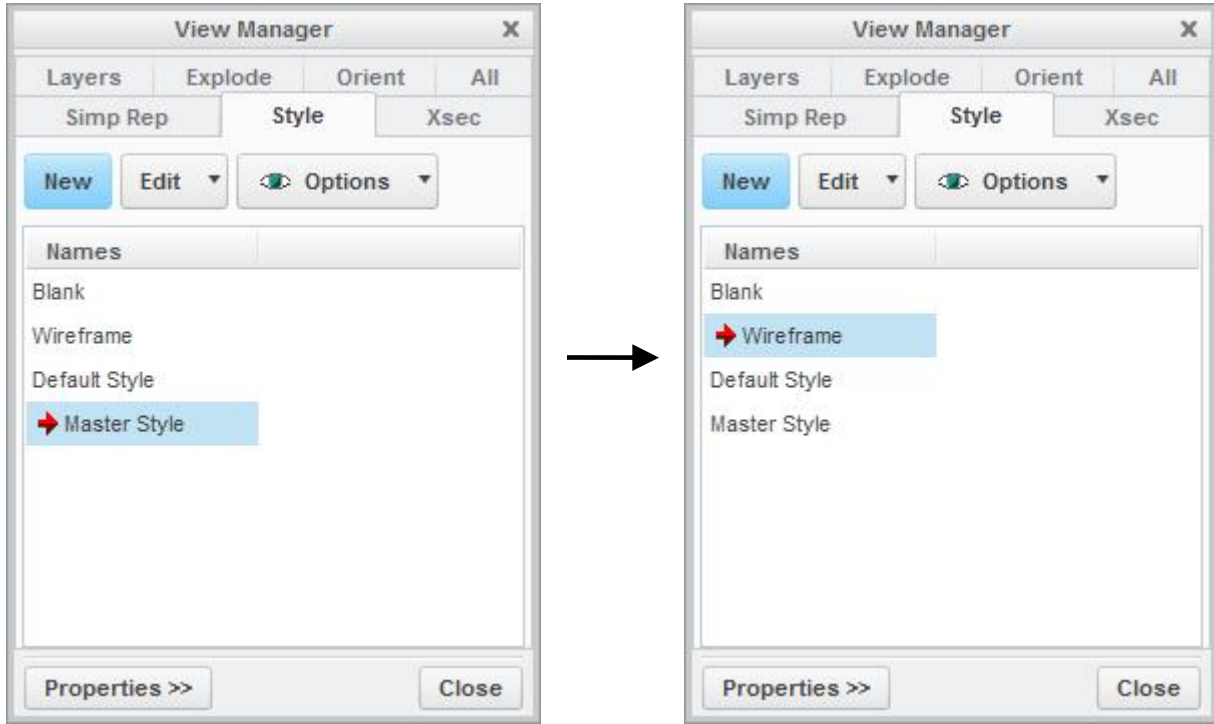 View Manager
Layers Explode Orient All
Simp Rep Style Xsec
New Edit Options
Names
Blank
Wireframe
Default Style
Master Style
Properties >> Close
View Manager
Layers Explode Orient All
Simp Rep Style Xsec
New Edit Options
Names
Blank
Wireframe
Default Style
Master Style
Properties >> Close